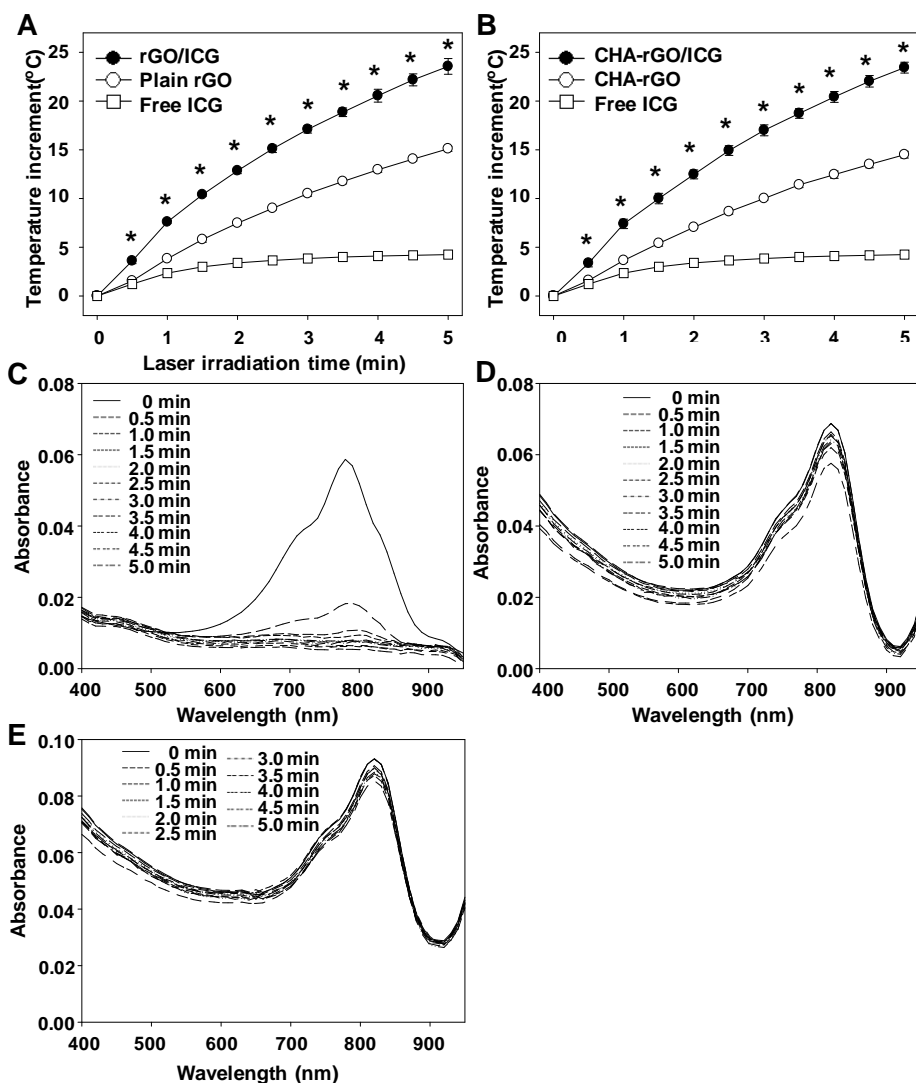 A
Temperature increment(°C)
25
20
15
10
5
0
rGO/ICG
Plain rGO
Free ICG
* * * * * * * * * *
0 1 2 3 4 5
Laser irradiation time (min)
B
Temperature increment(°C)
25
20
15
10
5
0
CHA-rGO/ICG
CHA-rGO
Free ICG
* * * * * * * * * *
0 1 2 3 4 5
C
Absorbance
0.08
0.06
0.04
0.02
0.00
0 min
0.5 min
1.0 min
1.5 min
2.0 min
2.5 min
3.0 min
3.5 min
4.0 min
4.5 min
5.0 min
400 500 600 700 800 900
Wavelength (nm)
D
Absorbance
0.08
0.06
0.04
0.02
0.00
0 min
0.5 min
1.0 min
1.5 min
2.0 min
2.5 min
3.0 min
3.5 min
4.0 min
4.5 min
5.0 min
400 500 600 700 800 900
Wavelength (nm)
E
Absorbance
0.10
0.08
0.06
0.04
0.02
0.00
0 min
0.5 min
1.0 min
1.5 min
2.0 min
2.5 min
3.0 min
3.5 min
4.0 min
4.5 min
5.0 min
400 500 600 700 800 900
Wavelength (nm)